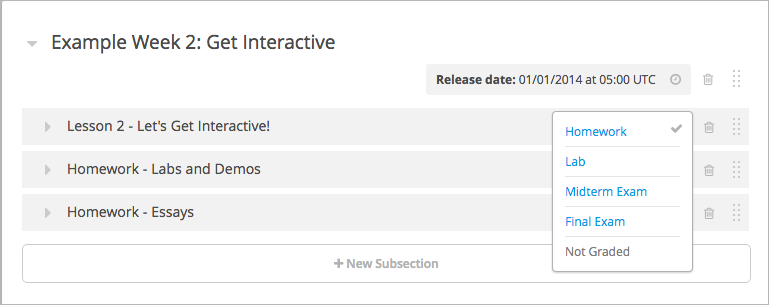 Example Week 2: Get Interactive
Release date: 01/01/2014 at 05:00 UTC
Lesson 2 - Let's Get Interactive!
Homework - Labs and Demos
Homework - Essays
Homework
Lab
Midterm Exam
Final Exam
Not Graded
+ New Subsection